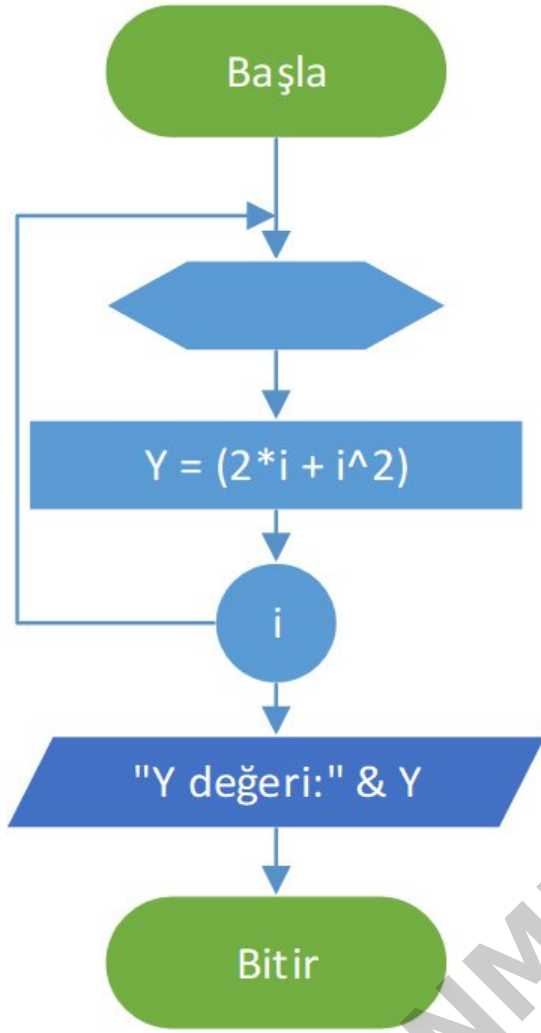 Başla
Y = (2*i + i^2)
i
"Y değeri:" & Y
Bitir